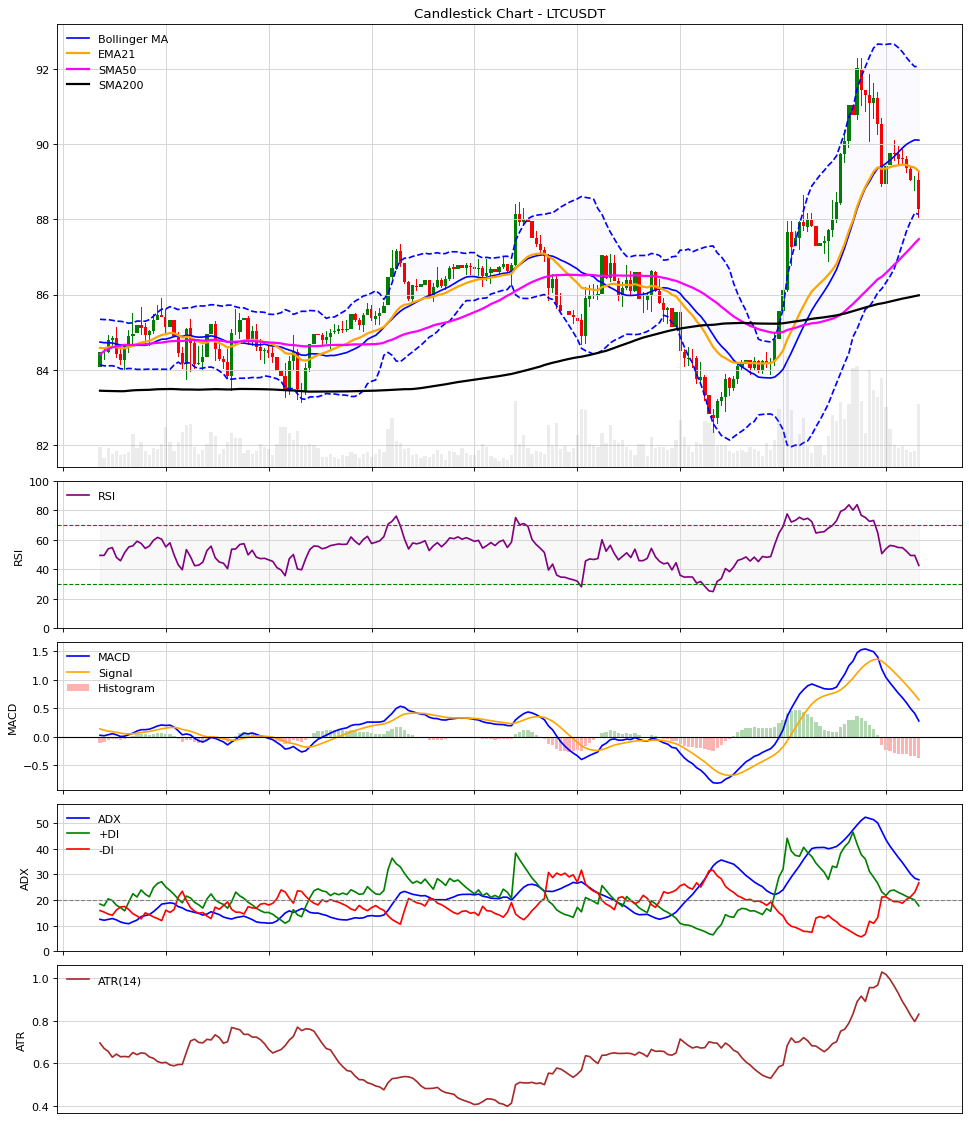 Candlestick Chart - LTCUSDT
Bollinger MA
EMA21
SMA50
SMA200
92
90
88
86
84
82
RSI
100
80
60
40
20
0
RSI
MACD
Signal
Histogram
1.5
1.0
0.5
0.0
−0.5
MACD
ADX
+DI
-DI
50
40
30
20
10
0
ADX
ATR(14)
1.0
0.8
0.6
0.4
ATR